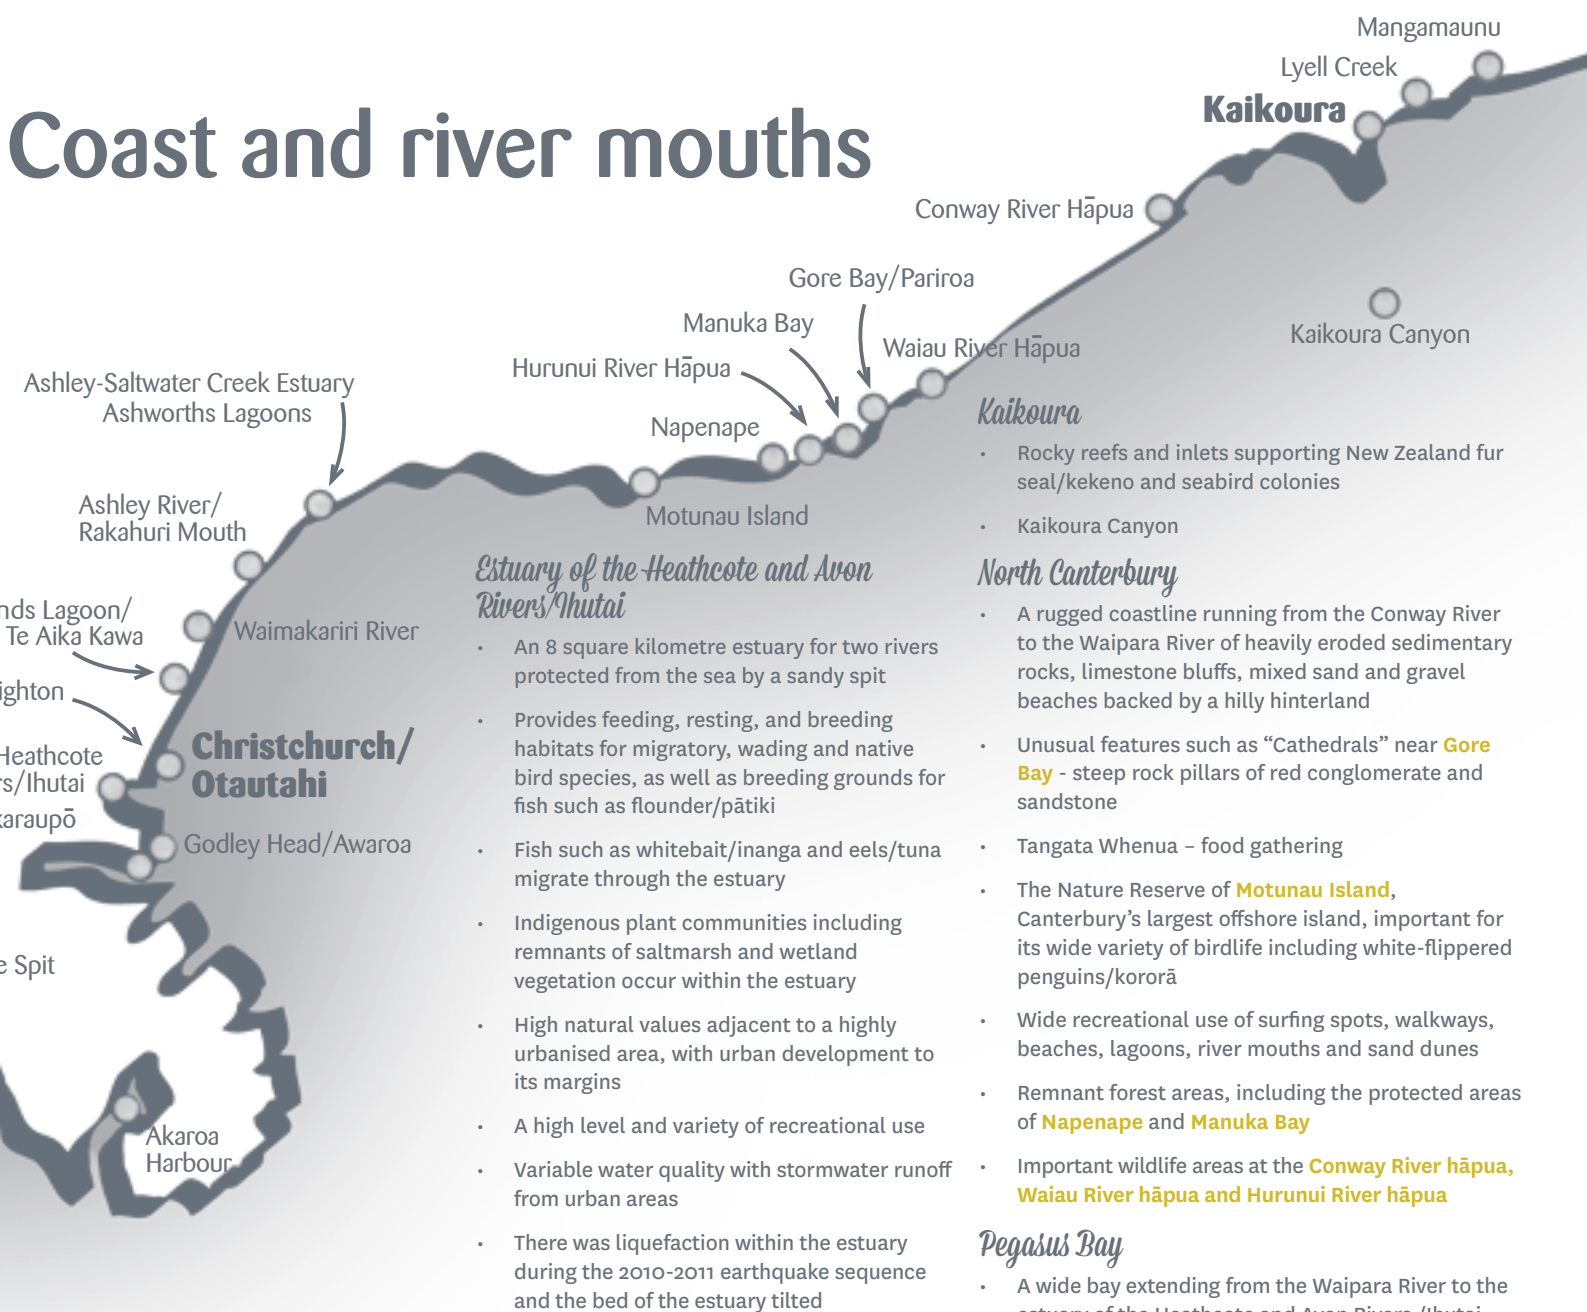 Coast and river mouths
Mangamaunu
Lyell Creek
Kaikoura
Conway River Hāpua
Gore Bay/Pariroa
Manuka Bay
Waiau River Hāpua
Hurunui River Hāpua
Kaikoura Canyon
Ashley-Saltwater Creek Estuary
Ashworths Lagoons
Napenape
Ashley River/
Rakahuri Mouth
Motunau Island
nds Lagoon/
Te Aika Kawa
Waimakariri River
ighton
Christchurch/
Otautahi
Heathcote
rs/Ihutai
karaupō
Godley Head/Awaroa
e Spit
Akaroa
Harbour
Estuary of the Heathcote and Avon
Rivers/Ihutai
• An 8 square kilometre estuary for two rivers
protected from the sea by a sandy spit
• Provides feeding, resting, and breeding
habitats for migratory, wading and native
bird species, as well as breeding grounds for
fish such as flounder/pātiki
• Fish such as whitebait/inanga and eels/tuna
migrate through the estuary
• Indigenous plant communities including
remnants of saltmarsh and wetland
vegetation occur within the estuary
• High natural values adjacent to a highly
urbanised area, with urban development to
its margins
• A high level and variety of recreational use
• Variable water quality with stormwater runoff
from urban areas
• There was liquefaction within the estuary
during the 2010-2011 earthquake sequence
and the bed of the estuary tilted
Kaikoura
• Rocky reefs and inlets supporting New Zealand fur
seal/kekeno and seabird colonies
• Kaikoura Canyon
North Canterbury
• A rugged coastline running from the Conway River
to the Waipara River of heavily eroded sedimentary
rocks, limestone bluffs, mixed sand and gravel
beaches backed by a hilly hinterland
• Unusual features such as “Cathedrals” near Gore
Bay - steep rock pillars of red conglomerate and
sandstone
• Tangata Whenua – food gathering
• The Nature Reserve of Motunau Island,
Canterbury’s largest offshore island, important for
its wide variety of birdlife including white-flippered
penguins/kororā
• Wide recreational use of surfing spots, walkways,
beaches, lagoons, river mouths and sand dunes
• Remnant forest areas, including the protected areas
of Napenape and Manuka Bay
• Important wildlife areas at the Conway River hāpua,
Waiau River hāpua and Hurunui River hāpua
Pegasus Bay
• A wide bay extending from the Waipara River to the
estuary of the Heathcote and Avon Rivers/Ihutai